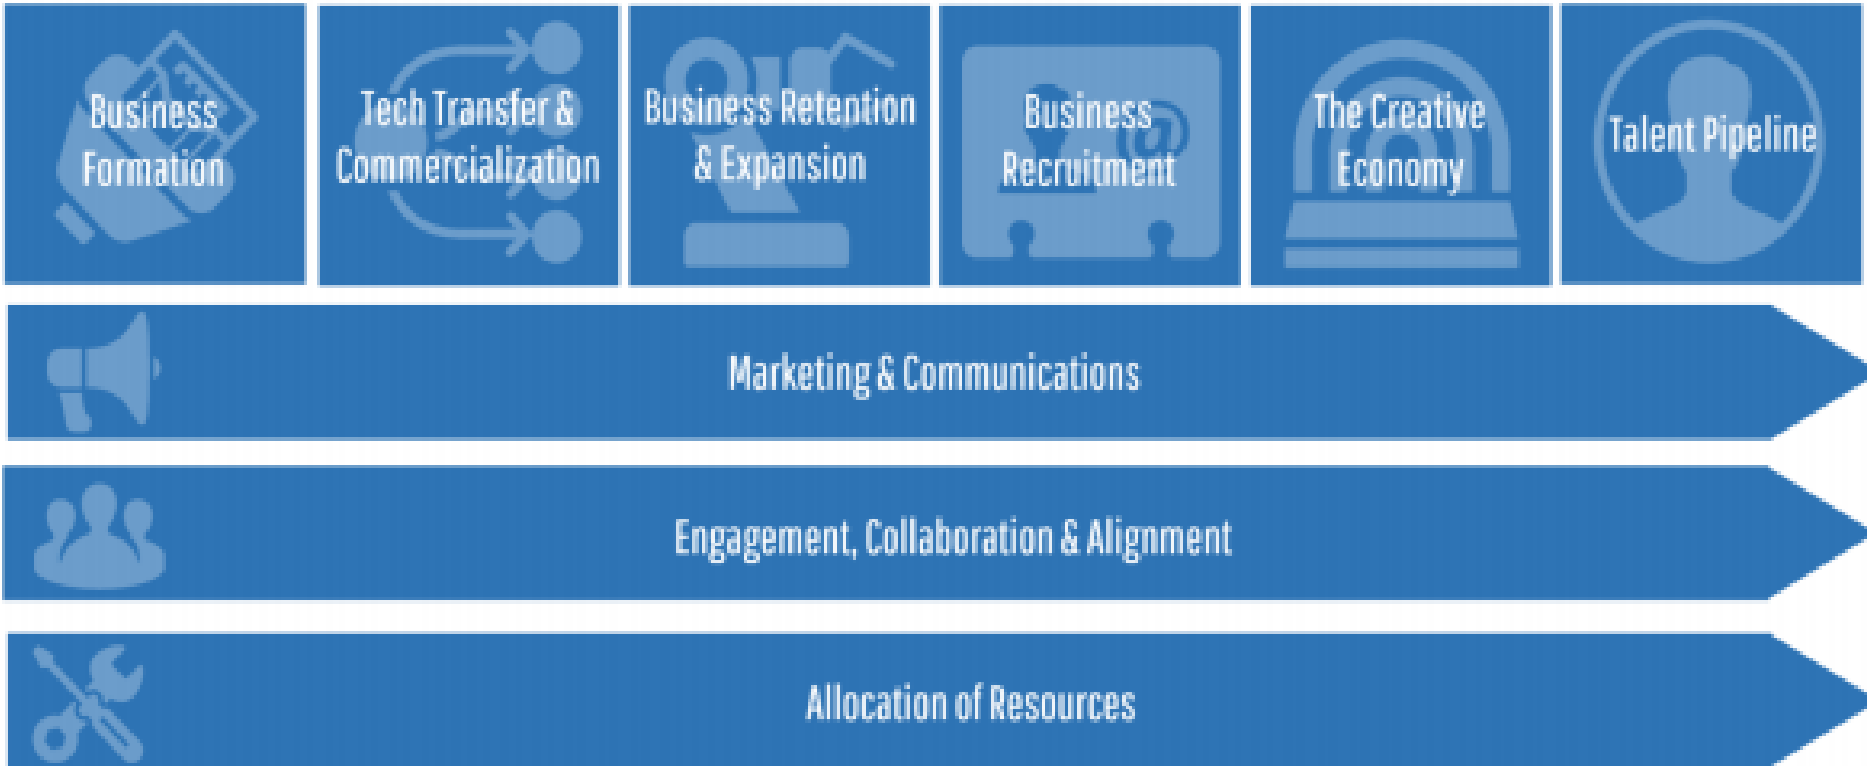 Business
Formation
Tech Transfer &
Commercialization
Business Retention
& Expansion
Business
Recruitment
@
The Creative
Economy
Talent Pipeline
Marketing & Communications
Engagement, Collaboration & Alignment
Allocation of Resources